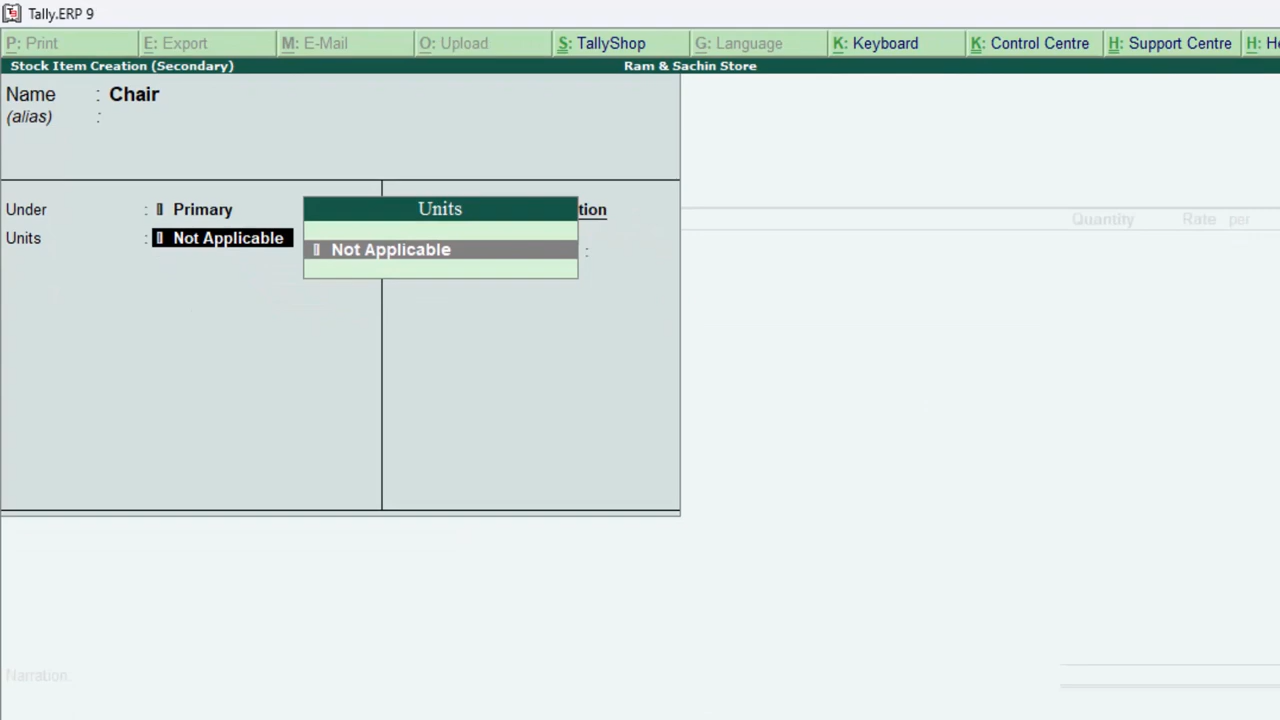 Tally.ERP 9
P: Print E: Export M: E-Mail O: Upload S: TallyShop G: Language K: Keyboard K: Control Centre H: Support Centre H:
Stock Item Creation (Secondary) Ram & Sachin Store
Name : Chair
(alias) :
Under : Primary
Units : Not Applicable
Units
Not Applicable
tion
:
Quantity Rate per
Narration: